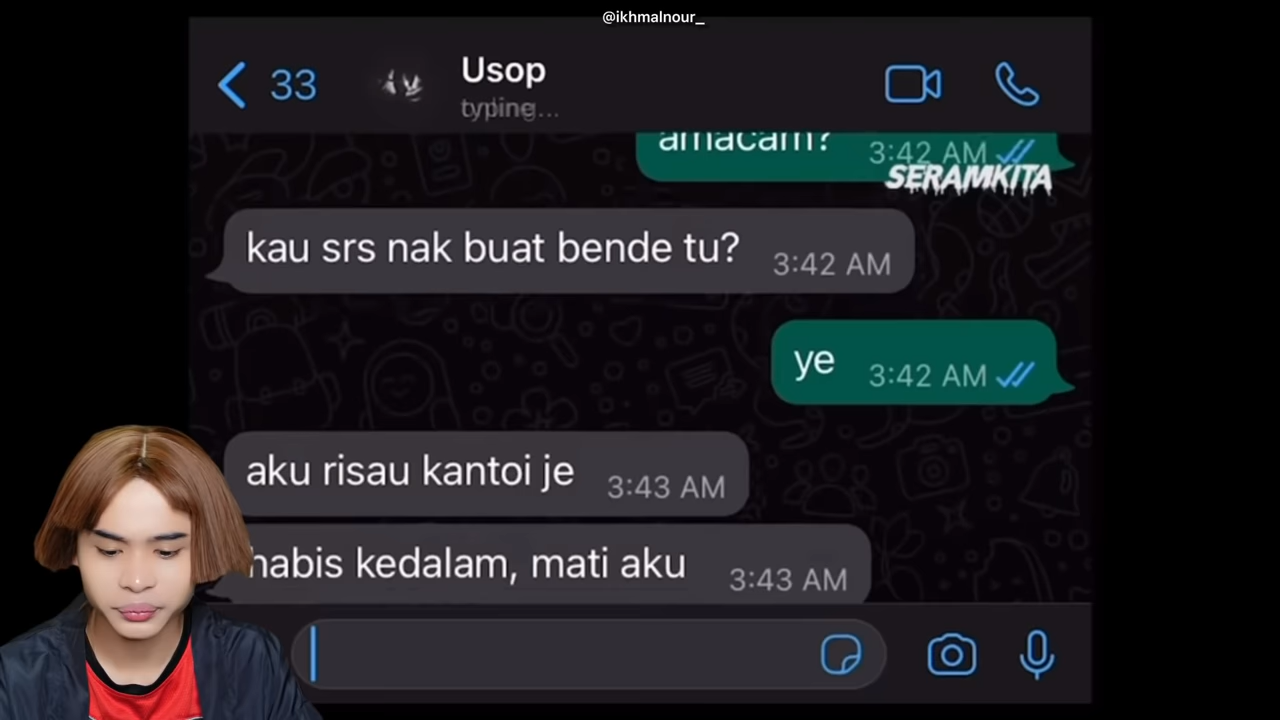 @ikhmalnour_
33
Usop
typing...
amacam? 3:42 AM
SERAMKITA
kau srs nak buat bende tu? 3:42 AM
ye 3:42 AM
aku risau kantoi je 3:43 AM
habis kedalam, mati aku 3:43 AM